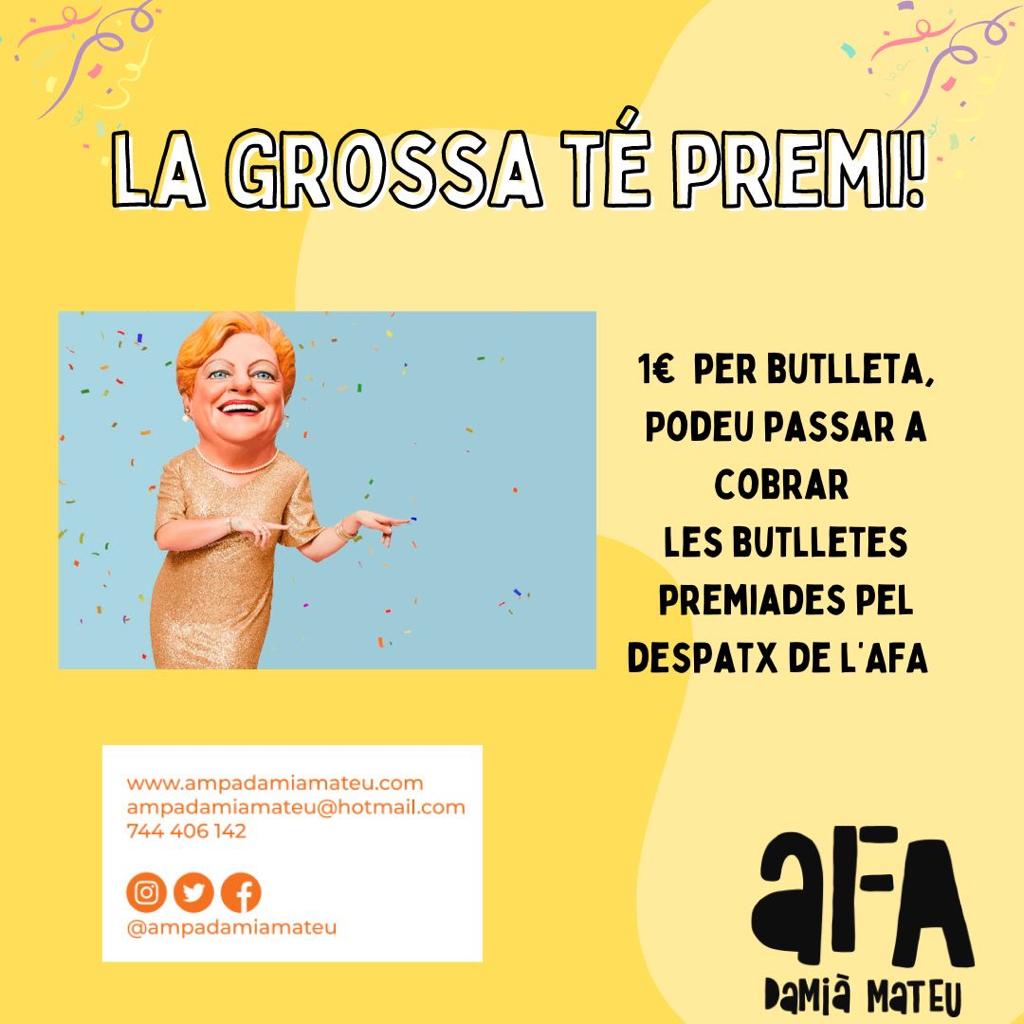 LA GROSSA TÉ PREMI!
1€ PER BUTLLETA,
PODEU PASSAR A
COBRAR
LES BUTLLETES
PREMIADES PEL
DESPATX DE L'AFA
www.ampadamiamateu.com
ampadamiamateu@hotmail.com
744 406 142
@ampadamiamateu
aFA
DaMIÀ MaTEU